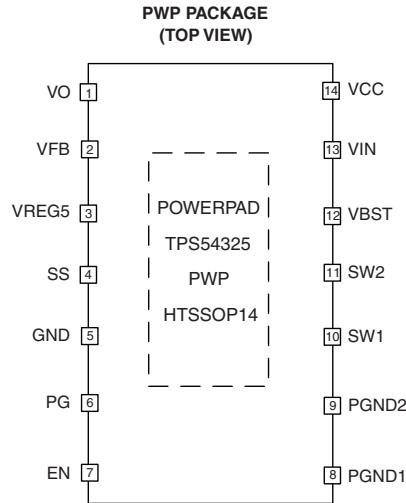 PWP PACKAGE
(TOP VIEW)
VO 1
14 VCC
VFB 2
13 VIN
VREG5 3
12 VBST
SS 4
11 SW2
GND 5
10 SW1
PG 6
9 PGND2
EN 7
8 PGND1
POWERPAD
TPS54325
PWP
HTSSOP14